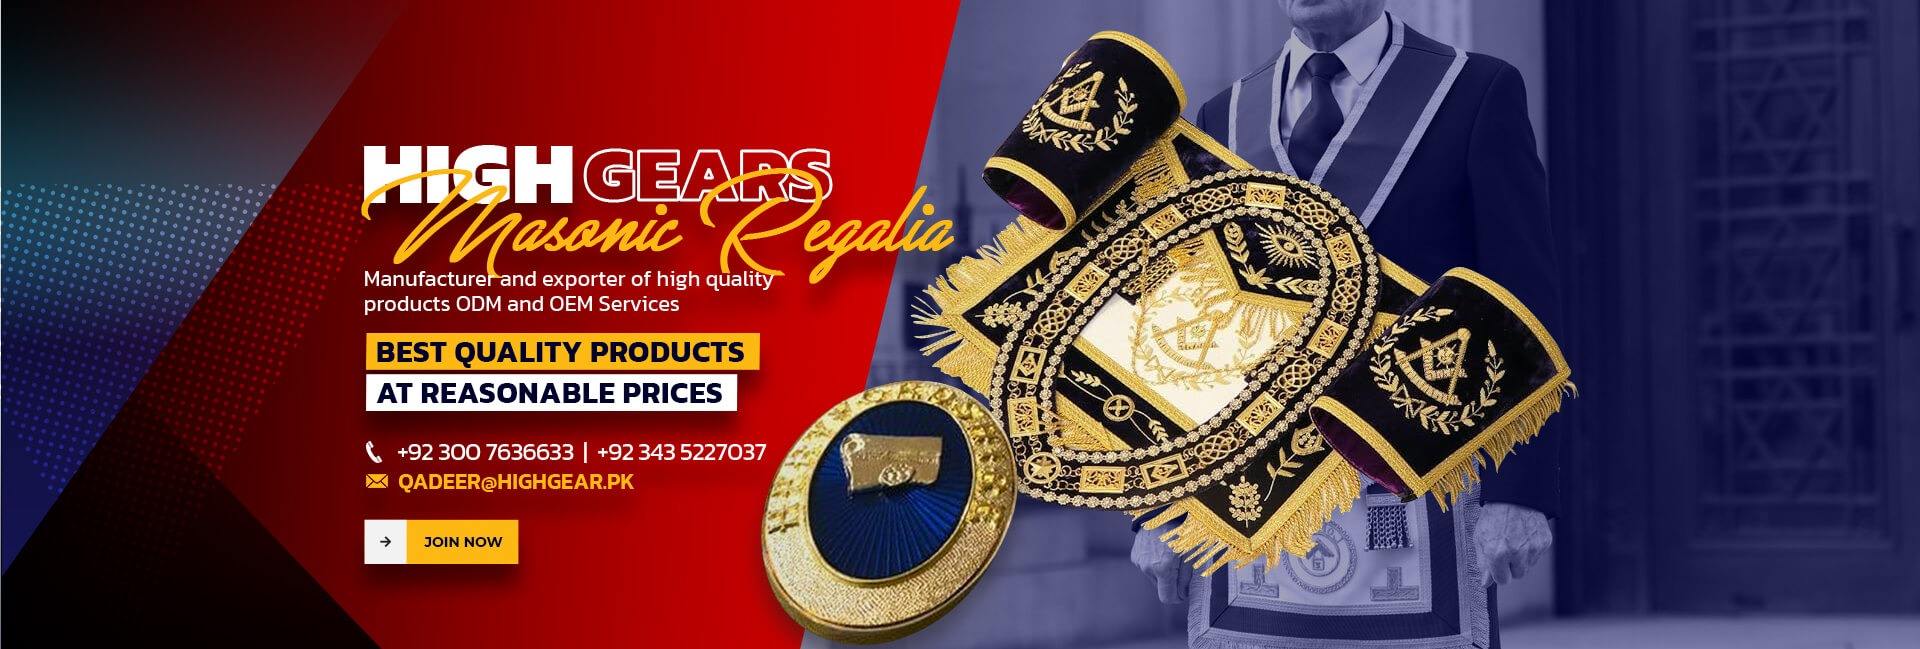 HIGH GEARS
Masonic Regalia
Manufacturer and exporter of high quality
products ODM and OEM Services
BEST QUALITY PRODUCTS
AT REASONABLE PRICES
+92 300 7636633 | +92 343 5227037
QADEER@HIGHGEAR.PK
JOIN NOW